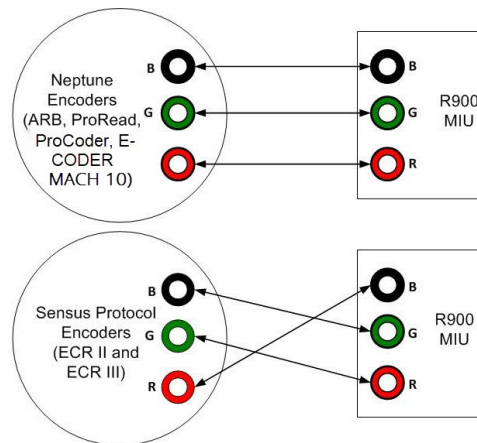 Neptune
Encoders
(ARB, ProRead,
ProCoder, E-
CODER
MACH 10)
B
G
B
G
R
R900
MIU
Sensus Protocol
Encoders
(ECR II and
ECR III)
B
G
R
B
G
R
R900
MIU